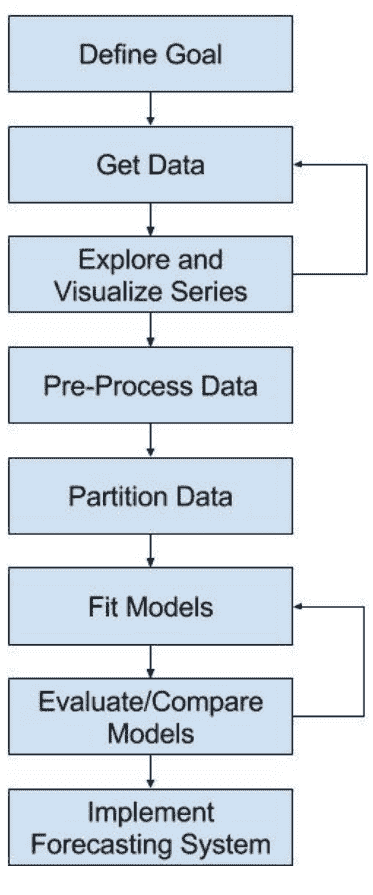 Define Goal
Get Data
Explore and
Visualize Series
Pre-Process Data
Partition Data
Fit Models
Evaluate/Compare
Models
Implement
Forecasting System